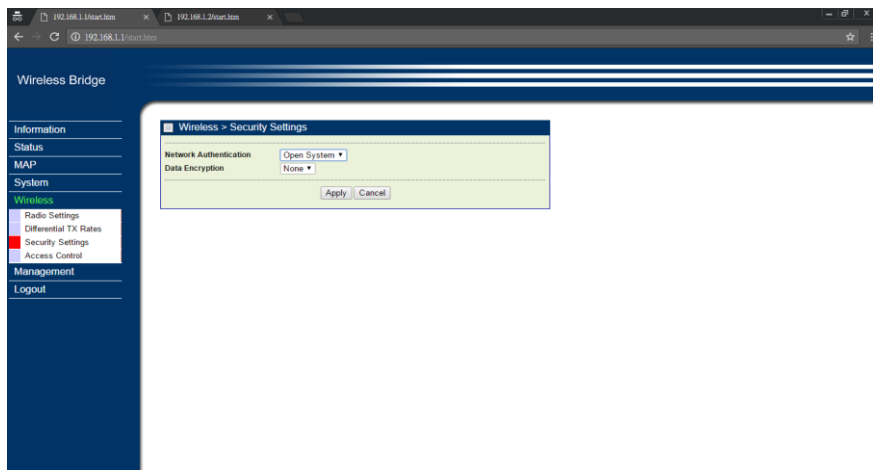 192.168.1.1/start.htm
192.168.1.2/start.htm
192.168.1.1/start.htm
Wireless Bridge
Information
Status
MAP
System
Wireless
Radio Settings
Differential TX Rates
Security Settings
Access Control
Management
Logout
Wireless > Security Settings
Network Authentication Open System
Data Encryption None
Apply Cancel